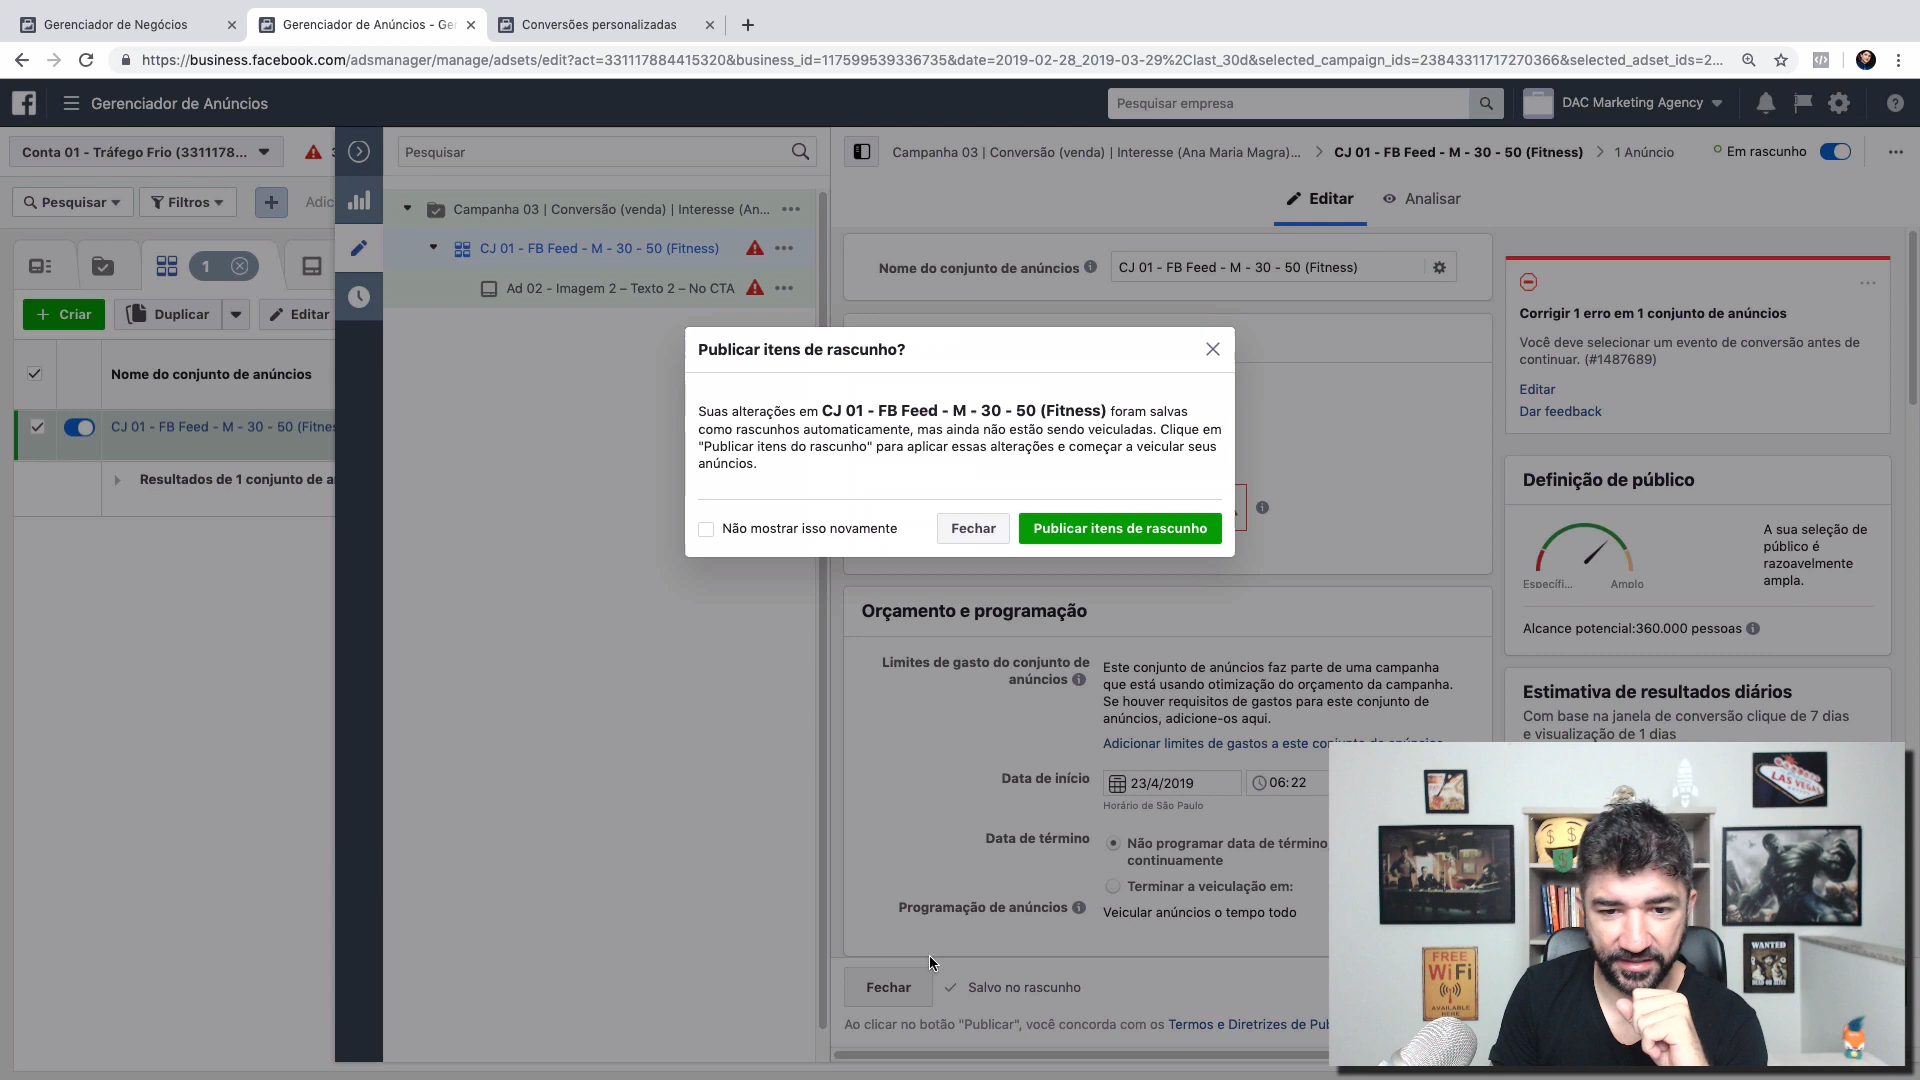 Gerenciador de Negócios
Gerenciador de Anúncios - Ger
Conversões personalizadas
https://business.facebook.com/adsmanager/manage/adsets/edit?act=331117884415320&business_id=117599539336735&date=2019-02-28_2019-03-29%2Clast_30d&selected_campaign_ids=23843311717270366&selected_adset_ids=2...
Gerenciador de Anúncios
Pesquisar empresa
DAC Marketing Agency
Conta 01 - Tráfego Frio (3311178...
Pesquisar
Campanha 03 | Conversão (venda) | Interesse (Ana Maria Magra)...
CJ 01 - FB Feed - M - 30 - 50 (Fitness)
1 Anúncio
Em rascunho
Pesquisar
Filtros
Adic
Campanha 03 | Conversão (venda) | Interesse (An...
Editar
Analisar
CJ 01 - FB Feed - M - 30 - 50 (Fitness)
1
Ad 02 - Imagem 2 – Texto 2 – No CTA
Nome do conjunto de anúncios
CJ 01 - FB Feed - M - 30 - 50 (Fitness)
Criar
Duplicar
Editar
Corrigir 1 erro em 1 conjunto de anúncios
Você deve selecionar um evento de conversão antes de
continuar. (#1487689)
Editar
Dar feedback
Nome do conjunto de anúncios
CJ 01 - FB Feed - M - 30 - 50 (Fitne
Resultados de 1 conjunto de a
Publicar itens de rascunho?
Suas alterações em CJ 01 - FB Feed - M - 30 - 50 (Fitness) foram salvas
como rascunhos automaticamente, mas ainda não estão sendo veiculadas. Clique em
"Publicar itens do rascunho" para aplicar essas alterações e começar a veicular seus
anúncios.
Não mostrar isso novamente
Fechar
Publicar itens de rascunho
Definição de público
A sua seleção de
público é
razoavelmente
ampla.
Específi...
Amplo
Alcance potencial:360.000 pessoas
Orçamento e programação
Limites de gasto do conjunto de
anúncios
Este conjunto de anúncios faz parte de uma campanha
que está usando otimização do orçamento da campanha.
Se houver requisitos de gastos para este conjunto de
anúncios, adicione-os aqui.
Adicionar limites de gastos a este conjunto de anúncios
Estimativa de resultados diários
Com base na janela de conversão clique de 7 dias
e visualização de 1 dias
Data de início
23/4/2019
06:22
Horário de São Paulo
Data de término
Não programar data de término
continuamente
Terminar a veiculação em:
Programação de anúncios
Veicular anúncios o tempo todo
Fechar
Salvo no rascunho
Ao clicar no botão "Publicar", você concorda com os Termos e Diretrizes de Pub
LAS VEGAS
FREE
WiFi
AVAILABLE
HERE
WANTED
DEAD OR ALIVE